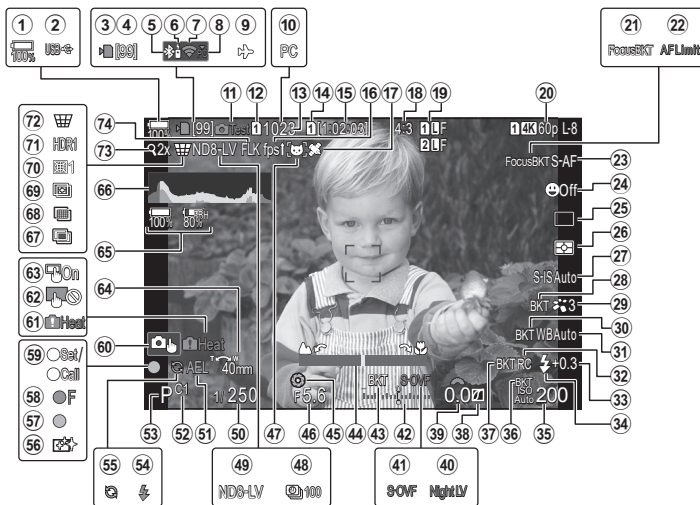 1 2 3 4 5 6 7 8 9 10 21 22
100% USB [99] PC FocusBKT AFLimit
11 12 13 14 15 16 17 18 19 20
74 72 100% [99] Test 1 1023 1 [1:02:03] 4:3 1 L F 1 4K 60p L-8
73 2x ND8-LV FLK fps 2 L F
71 HDR1 FocusBKT S-AF 23
70 1
69 66 Off 24
68 25
67 100% 80% 26
65 S-IS Auto 27
63 On 64 28
62 BKT 3 29
61 Heat 30
60 Heat BKT WB Auto 31
59 Set/ Call AEL T W 40mm BKT RC +0.3 32
58 F BKT S-OVF 33
57 P C1 1/ 250 F5.6 0.0 BKT ISO Auto 200 34
56 53 52 51 50 47 46 45 44 43 42 39 38 37 36 35
55 54 49 48 41 40
ND8-LV 100 S-OVF Night LV